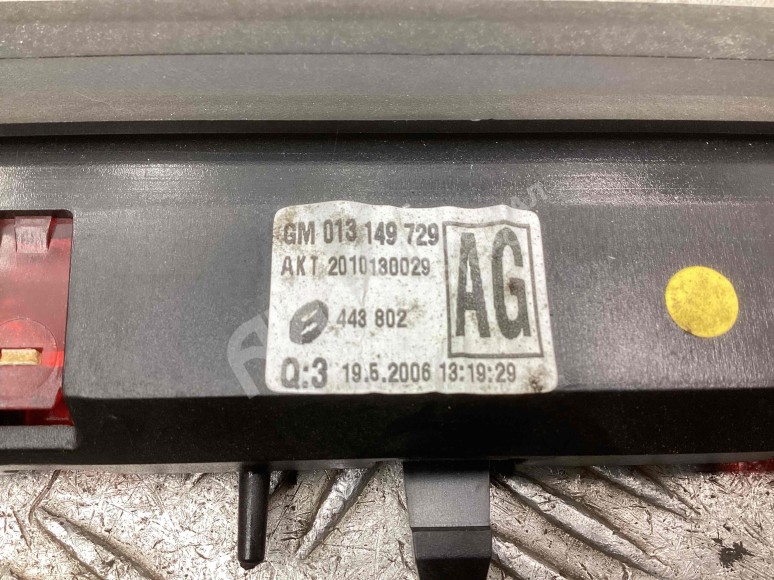 GM 013 149 729
AKT 2010130029
AG
443 802
Q:3 19.5.2006 13:19:29